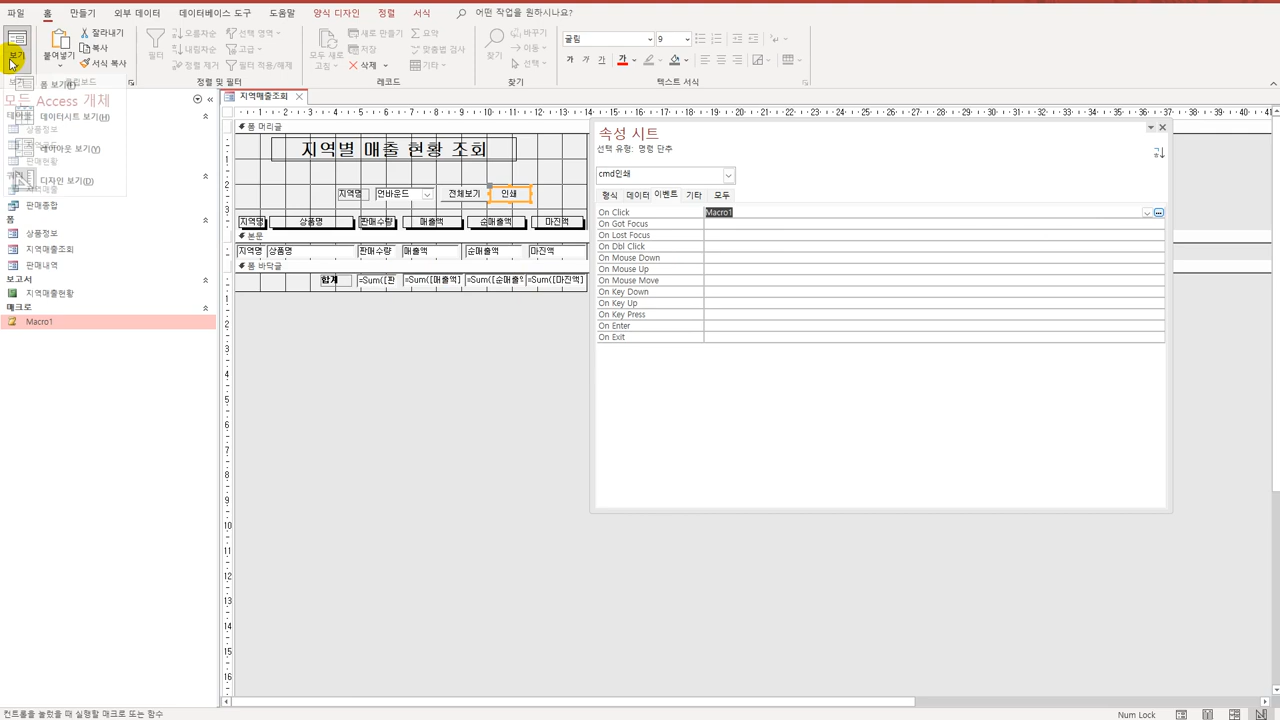 파일 홈 만들기 외부 데이터 데이터베이스 도구 도움말 양식 디자인 정렬 서식 어떤 작업을 원하시나요?
보기 붙여넣기 잘라내기 복사 서식 복사
필터 오름차순 내림차순 정렬 제거 선택 영역 고급 필터 적용/해제
모두 새로 고침 새로 만들기 저장 삭제 요약 맞춤법 검사 기타
찾기 바꾸기 이동 선택
굴림 9
정렬 및 필터 레코드 찾기 텍스트 서식
폼 보기(F)
모든 Access 개체
데이터시트 보기(H)
상품정보
레이아웃 보기(Y)
판매현황
디자인 보기(D)
판매종합
폼
상품정보
지역매출조회
판매내역
보고서
지역매출현황
매크로
Macro1
지역매출조회
폼 머리글
지역별 매출 현황 조회
지역명 언바운드 전체보기 인쇄
지역명 상품명 판매수량 매출액 순매출액 마진액
본문
지역명 상품명 판매수량 매출액 순매출액 마진액
폼 바닥글
합계 =Sum([판 =Sum([매출액] =Sum([순매출 =Sum([마진액]
속성 시트
선택 유형: 명령 단추
cmd인쇄
형식 데이터 이벤트 기타 모두
On Click Macro1
On Got Focus
On Lost Focus
On Dbl Click
On Mouse Down
On Mouse Up
On Mouse Move
On Key Down
On Key Up
On Key Press
On Enter
On Exit
컨트롤을 눌렀을 때 실행할 매크로 또는 함수
Num Lock